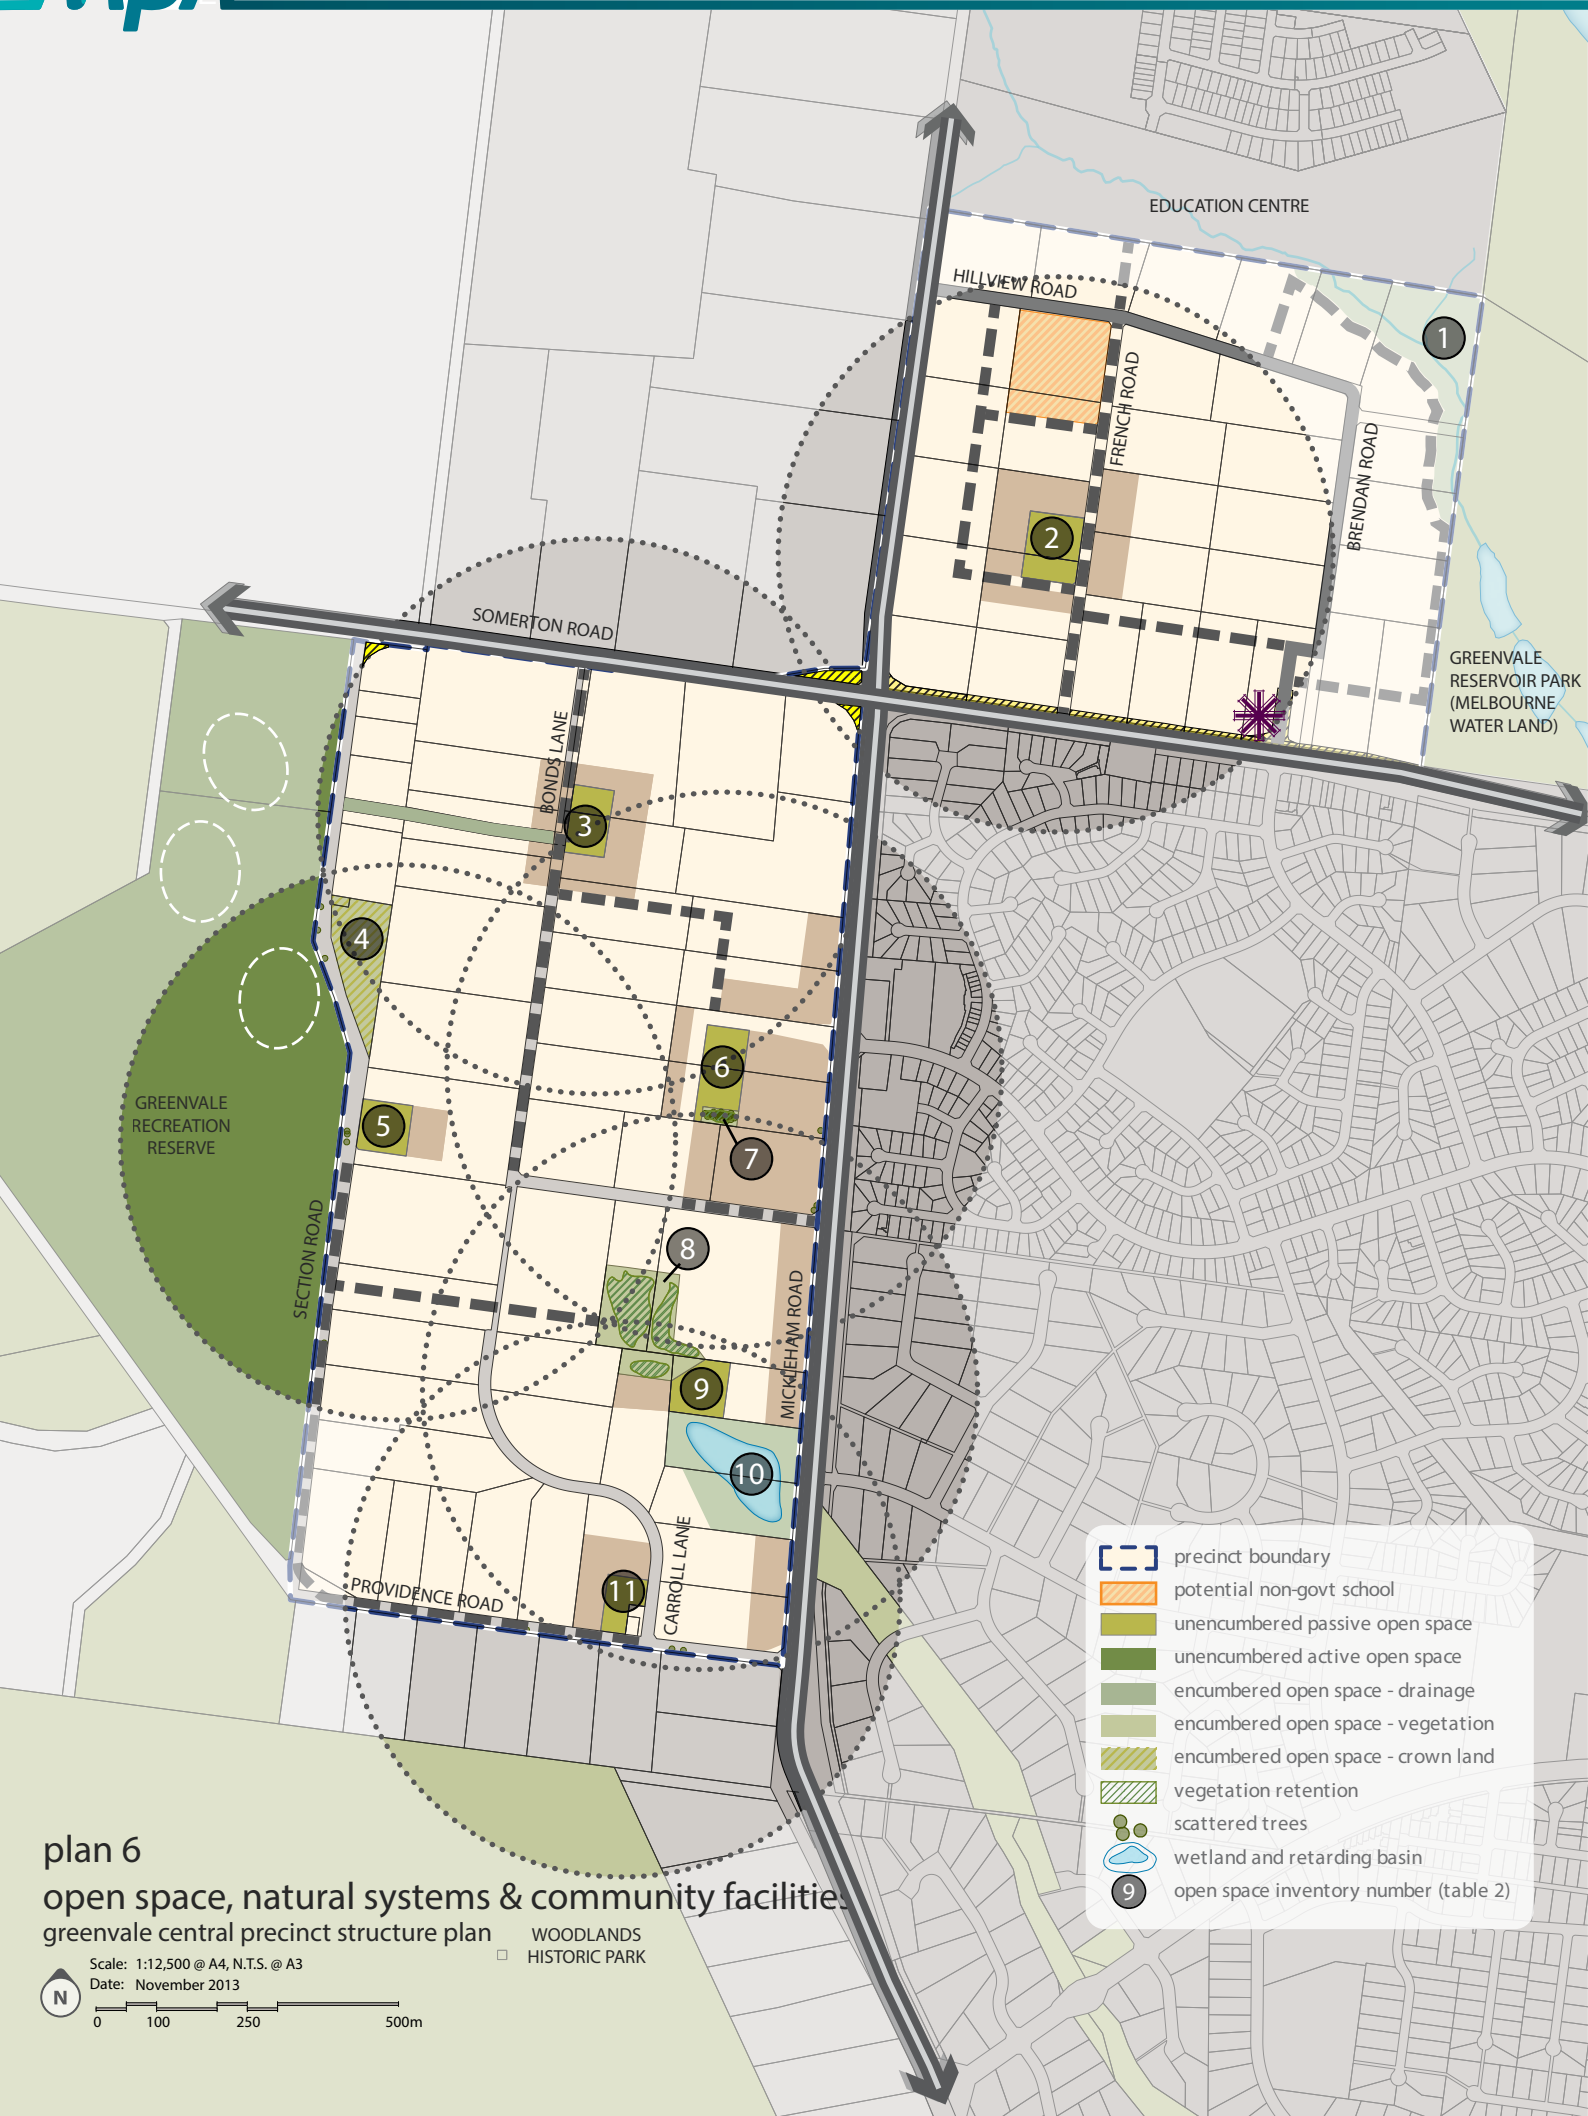 EDUCATION CENTRE
HILLVIEW ROAD
1
FRENCH ROAD
BRENDAN ROAD
2
SOMERTON ROAD
GREENVALE
RESERVOIR PARK
(MELBOURNE
WATER LAND)
BONDS LANE
3
4
6
5
GREENVALE
RECREATION
RESERVE
7
SECTION ROAD
8
MICKLEHAM ROAD
9
10
CARROLL LANE
PROVIDENCE ROAD
11
precinct boundary
potential non-govt school
unencumbered passive open space
unencumbered active open space
encumbered open space - drainage
encumbered open space - vegetation
encumbered open space - crown land
vegetation retention
scattered trees
wetland and retarding basin
9 open space inventory number (table 2)
plan 6
open space, natural systems & community facilities
greenvale central precinct structure plan
WOODLANDS
HISTORIC PARK
Scale: 1:12,500 @ A4, N.T.S. @ A3
Date: November 2013
N
0 100 250 500m